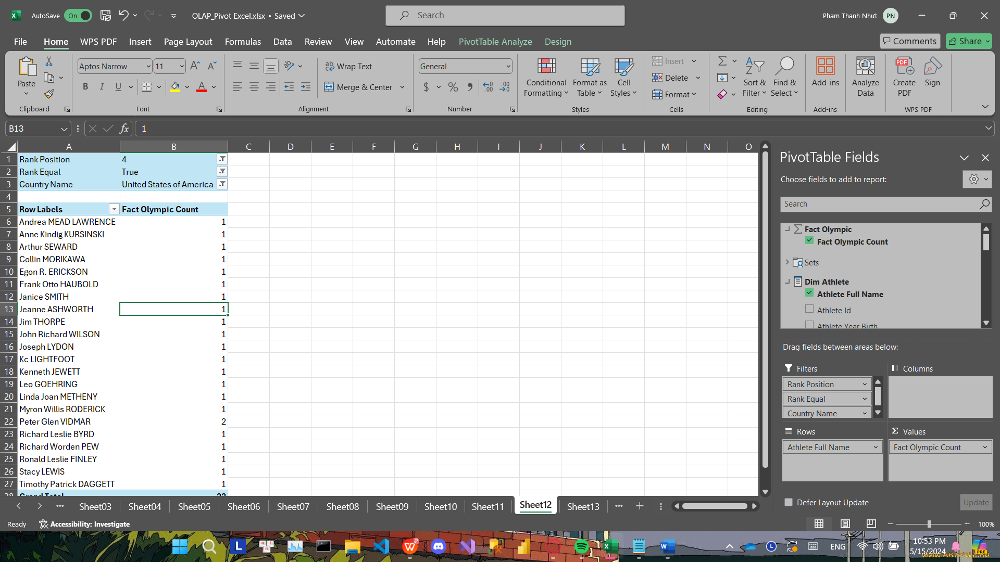 AutoSave On OLAP_Pivot Excel.xlsx • Saved Search Phạm Thanh Nhựt PN
File Home WPS PDF Insert Page Layout Formulas Data Review View Automate Help PivotTable Analyze Design Comments Share
Paste
Clipboard
Aptos Narrow 11
B I U
Font
Wrap Text
Merge & Center
Alignment
General
$ % 9
Number
Conditional Formatting
Format as Table
Cell Styles
Styles
Insert
Delete
Format
Cells
Sort & Filter
Find & Select
Editing
Add-ins
Add-ins
Analyze Data
Create PDF
Sign
WPS PDF
B13 fx 1
A B C D E F G H I J K L M N O
1 Rank Position 4
2 Rank Equal True
3 Country Name United States of America
4
5 Row Labels Fact Olympic Count
6 Andrea MEAD LAWRENCE 1
7 Anne Kindig KURSINSKI 1
8 Arthur SEWARD 1
9 Collin MORIKAWA 1
10 Egon R. ERICKSON 1
11 Frank Otto HAUBOLD 1
12 Janice SMITH 1
13 Jeanne ASHWORTH 1
14 Jim THORPE 1
15 John Richard WILSON 1
16 Joseph LYDON 1
17 Kc LIGHTFOOT 1
18 Kenneth JEWETT 1
19 Leo GOEHRING 1
20 Linda Joan METHENY 1
21 Myron Willis RODERICK 1
22 Peter Glen VIDMAR 2
23 Richard Leslie BYRD 1
24 Richard Worden PEW 1
25 Ronald Leslie FINLEY 1
26 Stacy LEWIS 1
27 Timothy Patrick DAGGETT 1
28 Grand Total
PivotTable Fields
Choose fields to add to report:
Search
Fact Olympic
Fact Olympic Count
Sets
Dim Athlete
Athlete Full Name
Athlete Id
Athlete Year Birth
Drag fields between areas below:
Filters
Rank Position
Rank Equal
Country Name
Columns
Rows
Athlete Full Name
Values
Fact Olympic Count
Defer Layout Update Update
Sheet03 Sheet04 Sheet05 Sheet06 Sheet07 Sheet08 Sheet09 Sheet10 Sheet11 Sheet12 Sheet13
Ready Accessibility: Investigate 100%
ENG 10:53 PM
5/15/2024